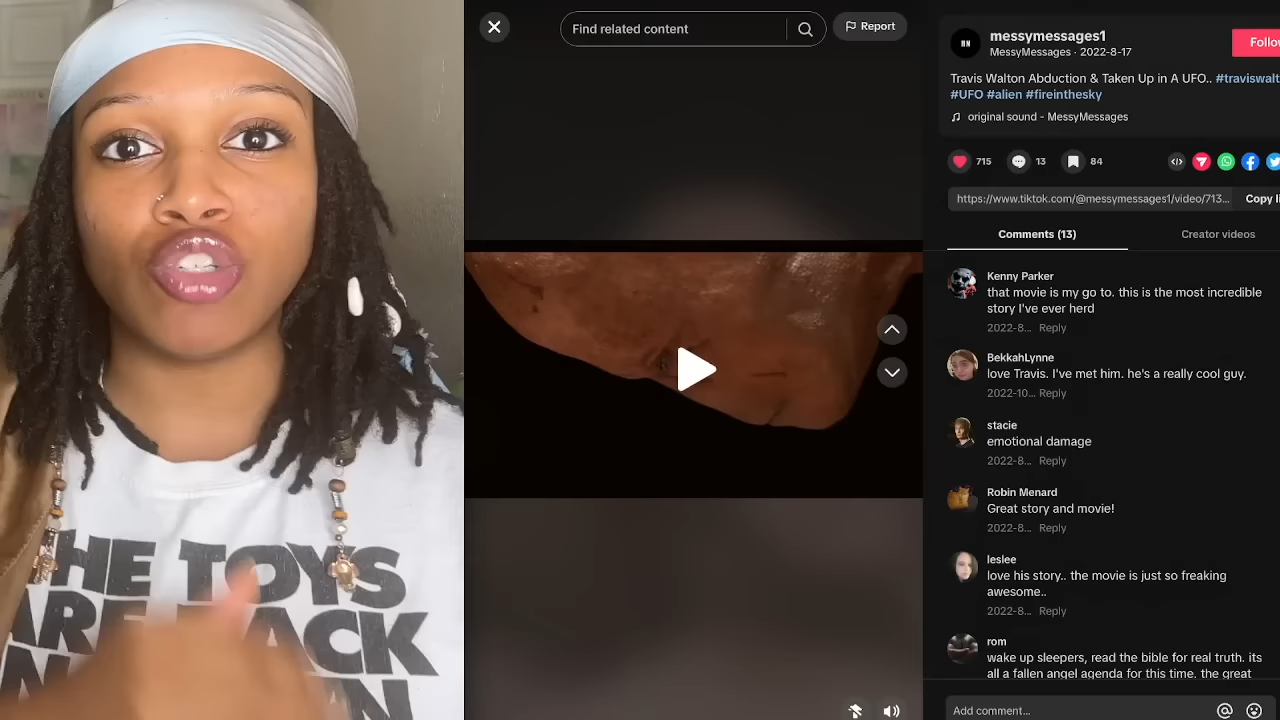 THE TOYS
ARE BACK
Find related content
Report
messymessages1
MessyMessages · 2022-8-17
Follow
Travis Walton Abduction & Taken Up in A UFO.. #traviswalt
#UFO #alien #fireinthesky
original sound - MessyMessages
715
13
84
https://www.tiktok.com/@messymessages1/video/713...
Copy li
Comments (13)
Creator videos
Kenny Parker
that movie is my go to. this is the most incredible
story I've ever herd
2022-8... Reply
BekkahLynne
love Travis. I've met him. he's a really cool guy.
2022-10... Reply
stacie
emotional damage
2022-8... Reply
Robin Menard
Great story and movie!
2022-8... Reply
leslee
love his story.. the movie is just so freaking
awesome..
2022-8... Reply
rom
wake up sleepers, read the bible for real truth. its
all a fallen angel agenda for this time. the great
Add comment...